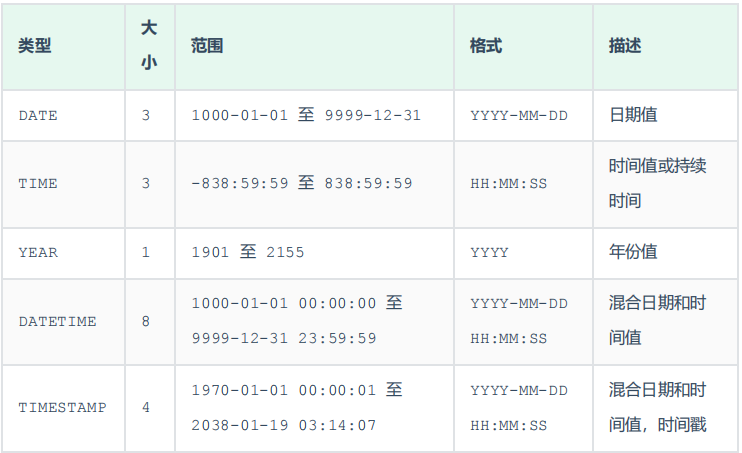 类型 大小 范围 格式 描述
DATE 3 1000-01-01 至 9999-12-31 YYYY-MM-DD 日期值
TIME 3 -838:59:59 至 838:59:59 HH:MM:SS 时间值或持续
时间
YEAR 1 1901 至 2155 YYYY 年份值
DATETIME 8 1000-01-01 00:00:00 至 YYYY-MM-DD 混合日期和时
9999-12-31 23:59:59 HH:MM:SS 间值
TIMESTAMP 4 1970-01-01 00:00:01 至 YYYY-MM-DD 混合日期和时
2038-01-19 03:14:07 HH:MM:SS 间值，时间戳